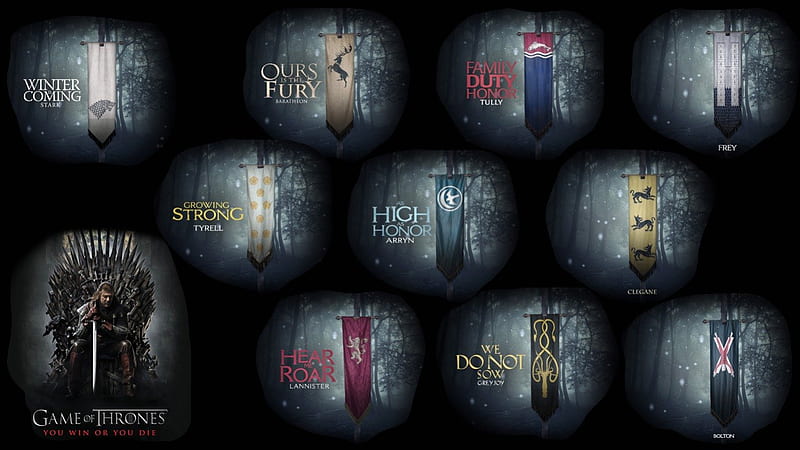 WINTER
COMING
STARK
OURS
IS THE
FURY
BARATHEON
FAMILY
DUTY
HONOR
TULLY
FREY
GROWING
STRONG
TYRELL
AS
HIGH
AS
HONOR
ARRYN
CLEGANE
HEAR
ROAR
LANNISTER
WE
DO NOT
SOW
GREYJOY
BOLTON
GAME OF THRONES
YOU WIN OR YOU DIE